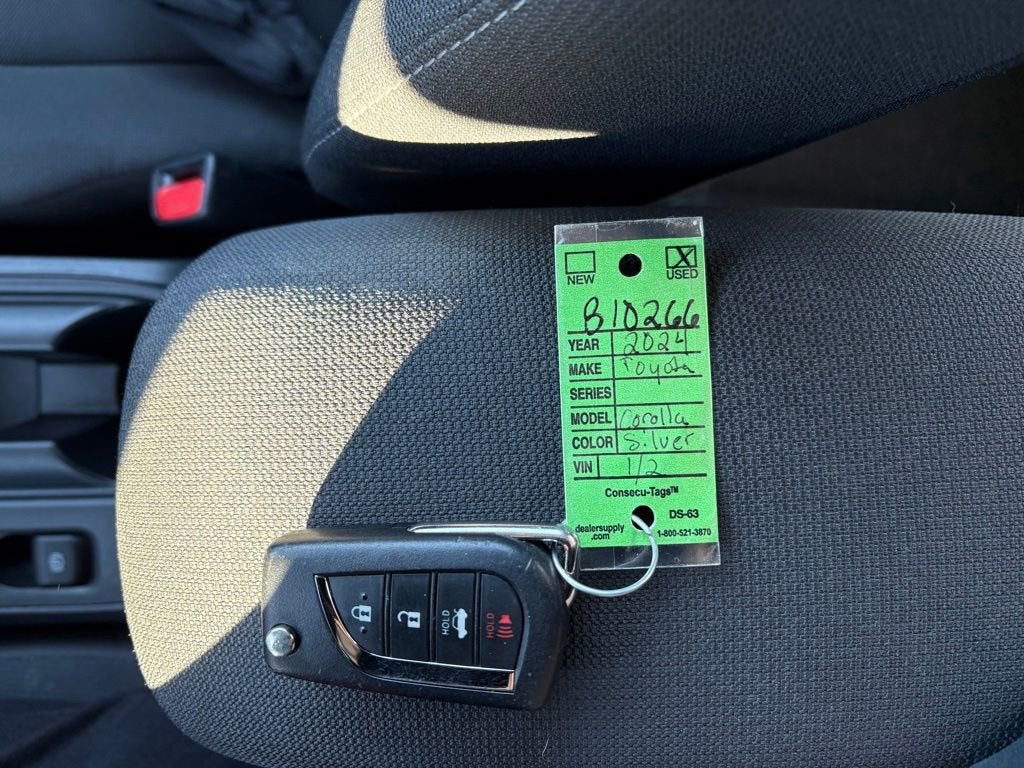 X
NEW USED
B10266
YEAR 2024
MAKE Toyota
SERIES
MODEL Corolla
COLOR Silver
VIN 1/2
Consecu-Tags™
DS-63
dealersupply
.com 1-800-521-3870
HOLD
HOLD